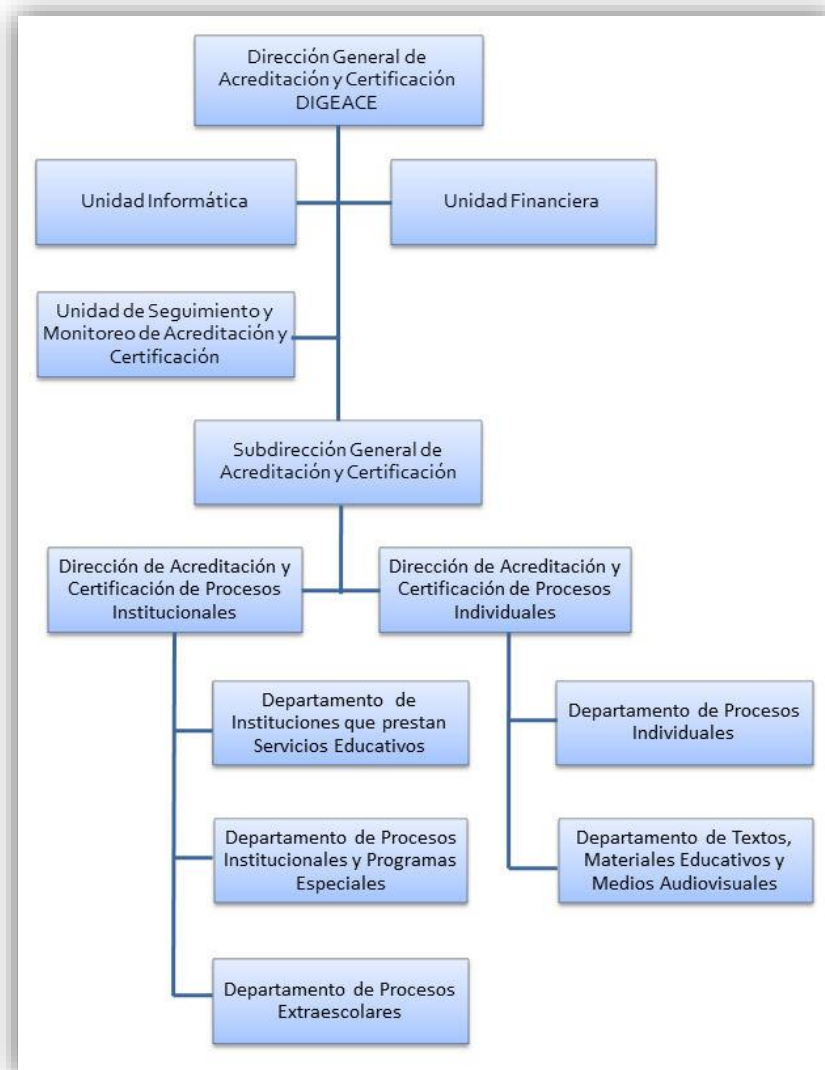 Dirección General de
Acreditación y Certificación
DIGEACE
Unidad Informática
Unidad Financiera
Unidad de Seguimiento y
Monitoreo de Acreditación y
Certificación
Subdirección General de
Acreditación y Certificación
Dirección de Acreditación y
Certificación de Procesos
Institucionales
Dirección de Acreditación y
Certificación de Procesos
Individuales
Departamento de
Instituciones que prestan
Servicios Educativos
Departamento de Procesos
Institucionales y Programas
Especiales
Departamento de Procesos
Extraescolares
Departamento de Procesos
Individuales
Departamento de Textos,
Materiales Educativos y
Medios Audiovisuales